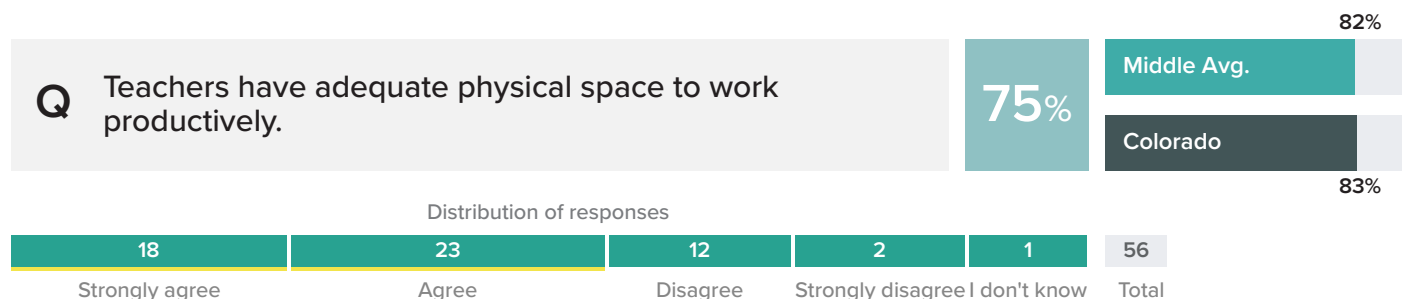 82%
Q
Teachers have adequate physical space to work
productively.
75%
Middle Avg.
Colorado
83%
Distribution of responses
18 23 12 2 1 56
Strongly agree Agree Disagree Strongly disagree I don't know Total